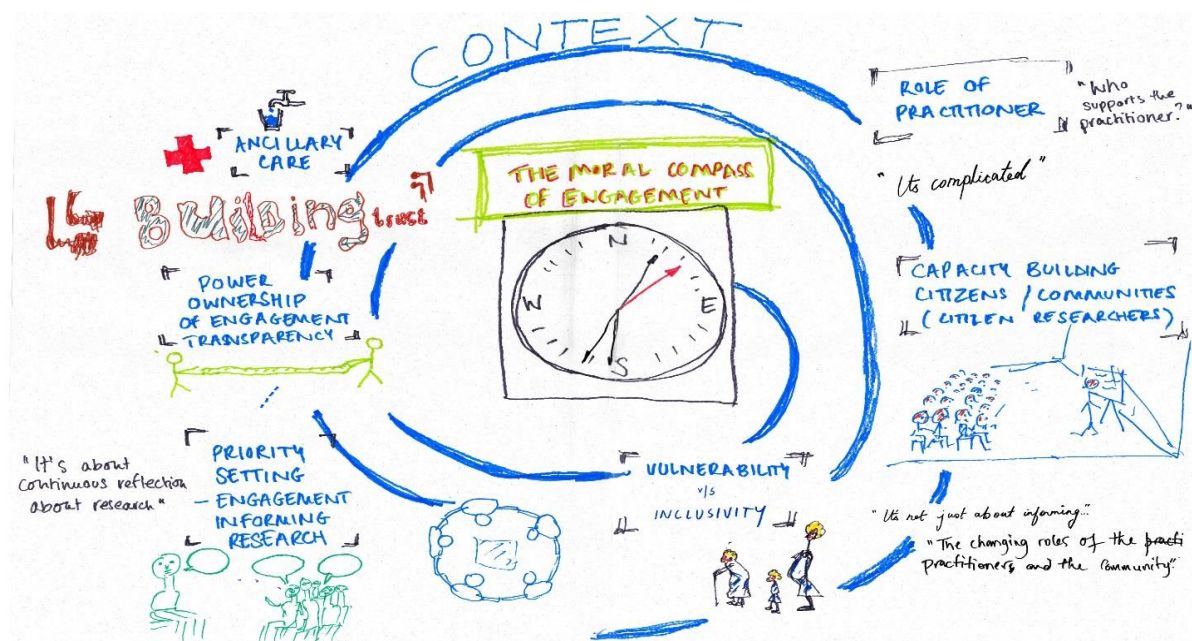 CONTEXT
ANCILLARY
CARE
Building trust
POWER
OWNERSHIP
OF ENGAGEMENT
TRANSPARENCY
"It's about
continuous reflection
about research"
PRIORITY
SETTING
- ENGAGEMENT
INFORMING
RESEARCH
THE MORAL COMPASS
OF ENGAGEMENT
N
W
E
S
VULNERABILITY
v/s
INCLUSIVITY
ROLE OF
PRACTITIONER
"Who
supports the
practitioner?"
"Its complicated"
CAPACITY BUILDING
CITIZENS / COMMUNITIES
(CITIZEN RESEARCHERS)
"Its not just about informing...
"The changing roles of the practi
practitioners, and the community"